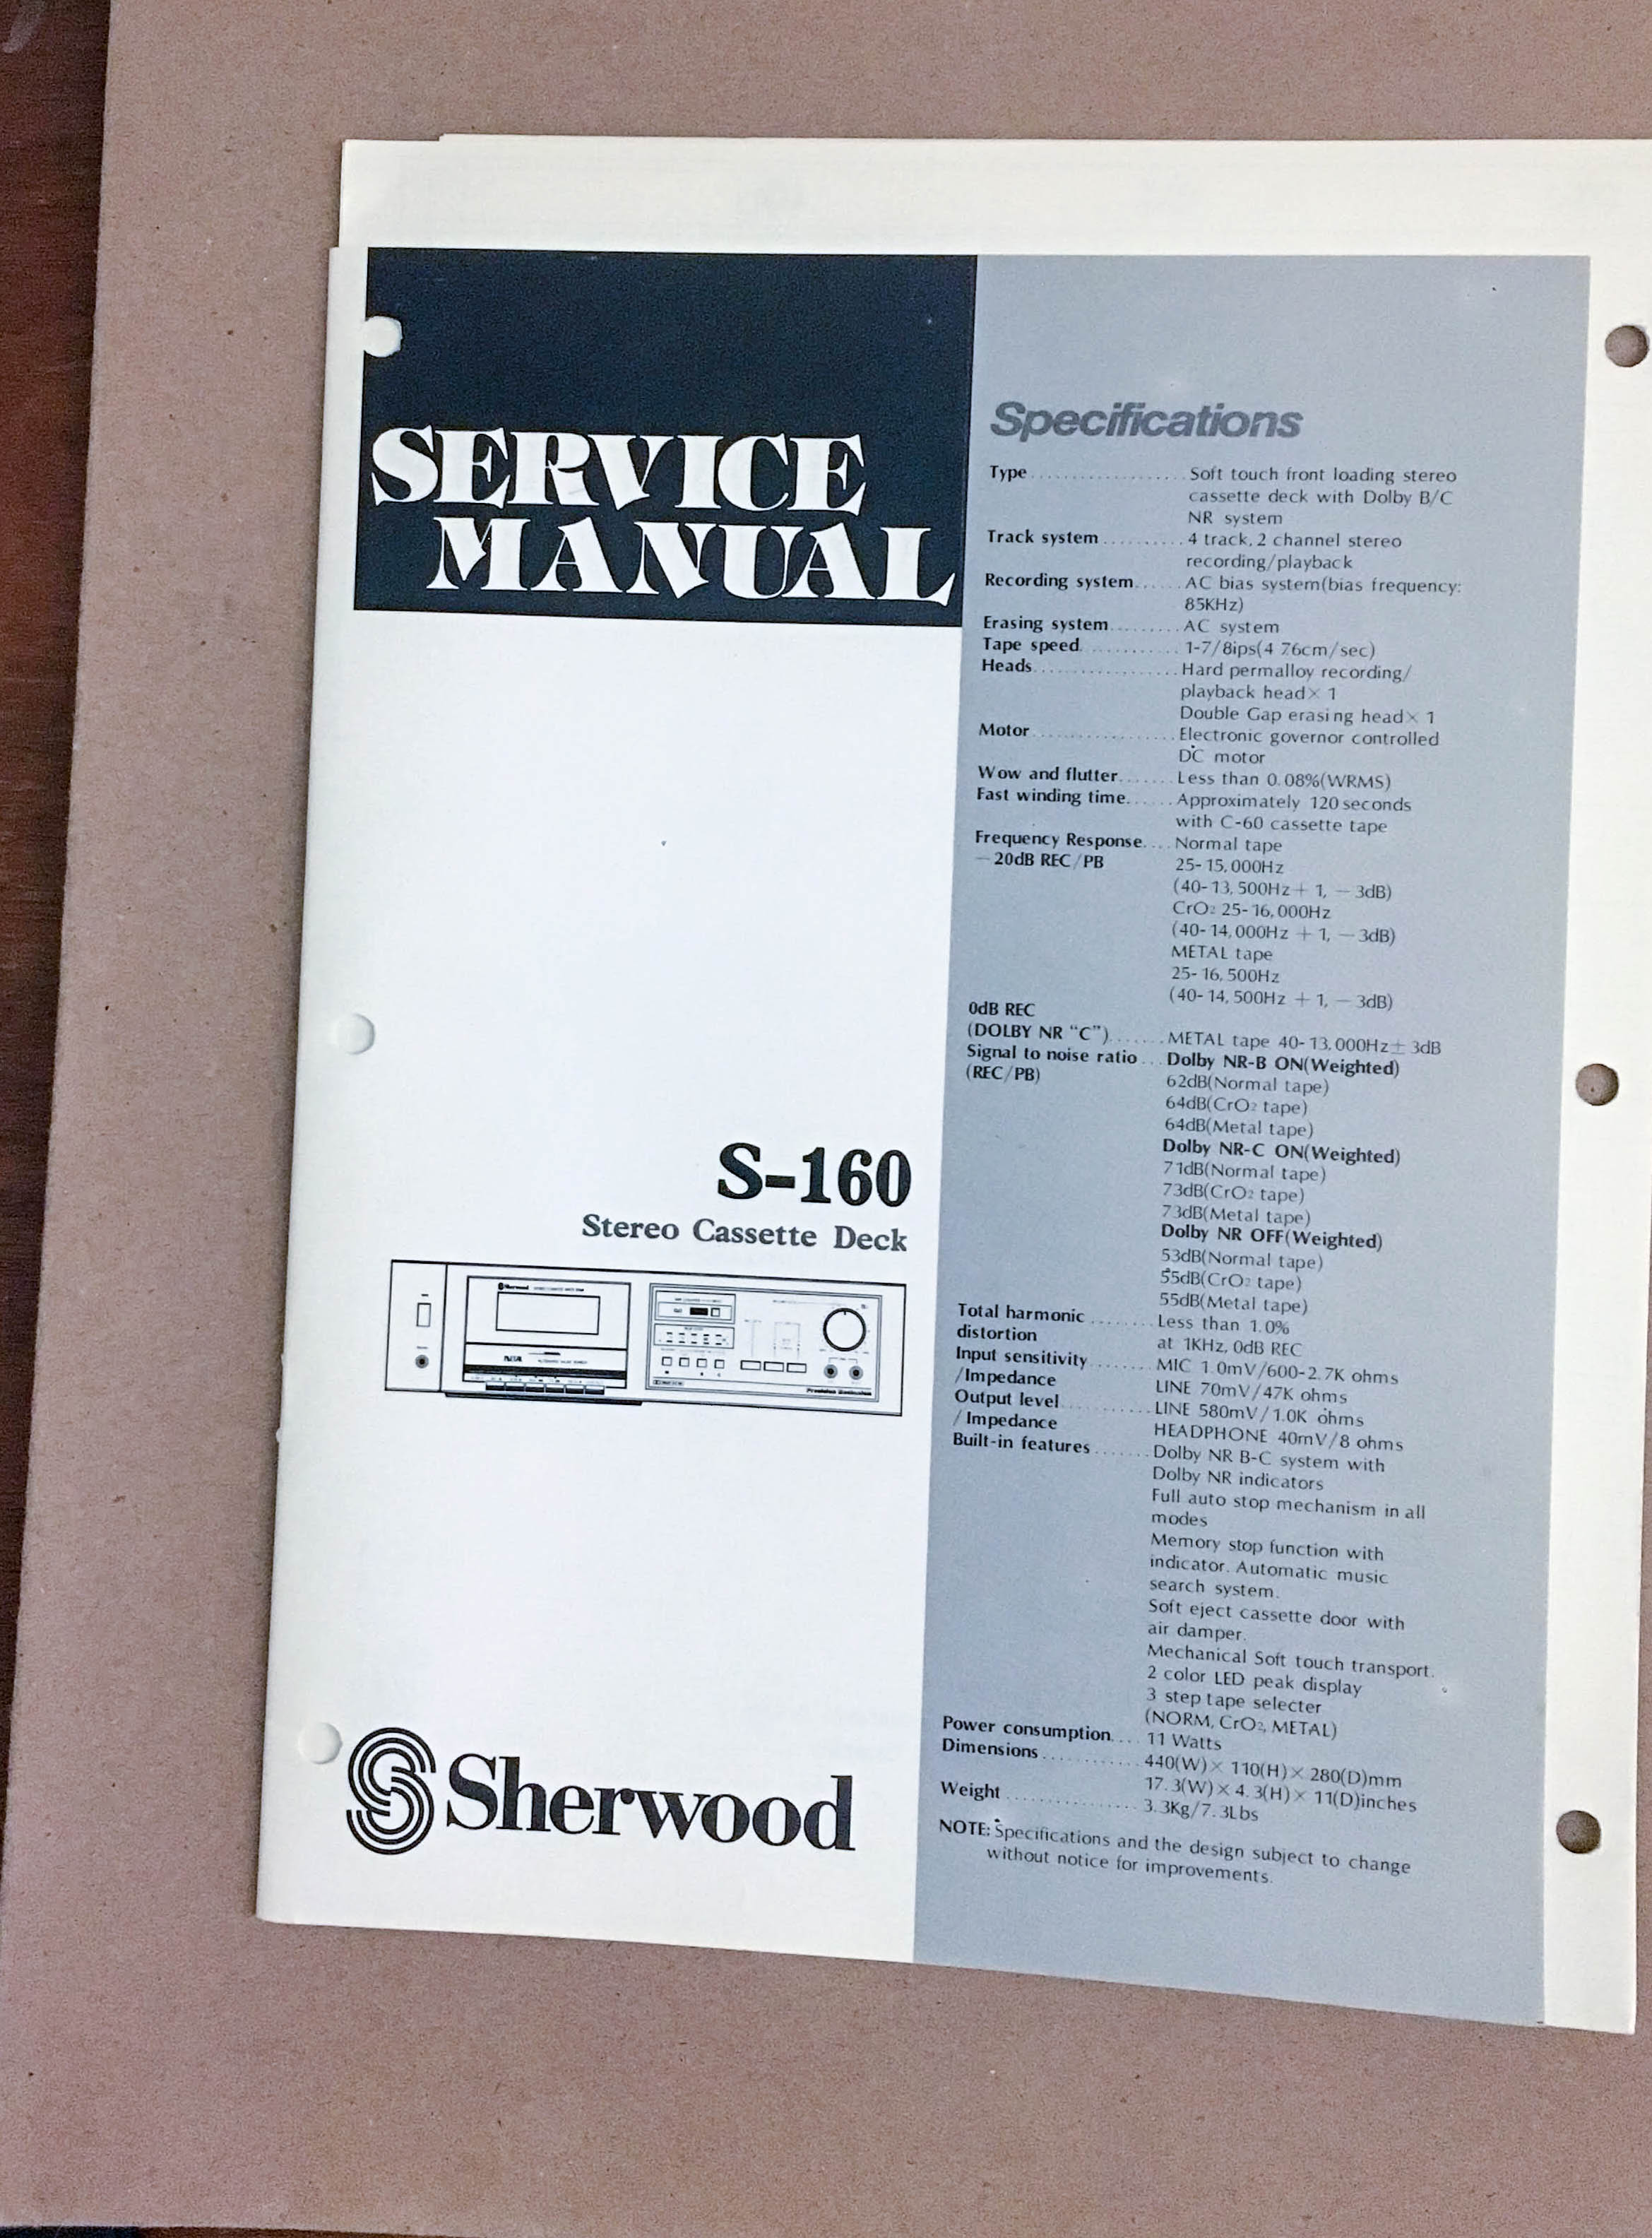 SERVICE
MANUAL
S-160
Stereo Cassette Deck
Sherwood
Sherwood
Specifications
Type .................. Soft touch front loading stereo
cassette deck with Dolby B/C
NR system
Track system .......... 4 track, 2 channel stereo
recording/playback
Recording system ...... AC bias system(bias frequency:
85KHz)
Erasing system ......... AC system
Tape speed ............ 1-7/8ips(4 76cm/sec)
Heads ................. Hard permalloy recording/
playback head× 1
Double Gap erasing head× 1
Motor ................. Electronic governor controlled
DC motor
Wow and flutter ....... Less than 0.08%(WRMS)
Fast winding time ...... Approximately 120 seconds
with C-60 cassette tape
Frequency Response .... Normal tape
− 20dB REC/PB 25-15,000Hz
(40-13,500Hz + 1, − 3dB)
CrO2 25-16,000Hz
(40-14,000Hz + 1, − 3dB)
METAL tape
25-16,500Hz
(40-14,500Hz + 1, − 3dB)
0dB REC
(DOLBY NR "C") ....... METAL tape 40-13,000Hz± 3dB
Signal to noise ratio ... Dolby NR-B ON(Weighted)
(REC/PB) 62dB(Normal tape)
64dB(CrO2 tape)
64dB(Metal tape)
Dolby NR-C ON(Weighted)
71dB(Normal tape)
73dB(CrO2 tape)
73dB(Metal tape)
Dolby NR OFF(Weighted)
53dB(Normal tape)
55dB(CrO2 tape)
55dB(Metal tape)
Total harmonic ........ Less than 1.0%
distortion at 1KHz, 0dB REC
Input sensitivity ........ MIC 1.0mV/600-2.7K ohms
/Impedance LINE 70mV/47K ohms
Output level ........... LINE 580mV/1.0K ohms
/Impedance HEADPHONE 40mV/8 ohms
Built-in features ....... Dolby NR B-C system with
Dolby NR indicators
Full auto stop mechanism in all
modes
Memory stop function with
indicator. Automatic music
search system.
Soft eject cassette door with
air damper.
Mechanical Soft touch transport.
2 color LED peak display
3 step tape selecter
(NORM, CrO2, METAL)
Power consumption .... 11 Watts
Dimensions ............ 440(W)× 110(H)× 280(D)mm
17.3(W)× 4.3(H)× 11(D)inches
Weight ................ 3.3Kg/7.3Lbs
NOTE: Specifications and the design subject to change
without notice for improvements.